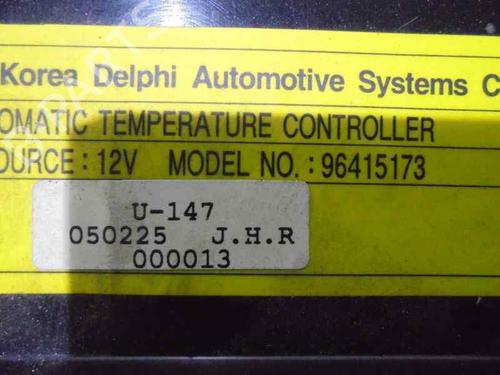 Korea Delphi Automotive Systems C
OMATIC TEMPERATURE CONTROLLER
OURCE : 12V MODEL NO. : 96415173
U-147
050225 J.H.R
000013